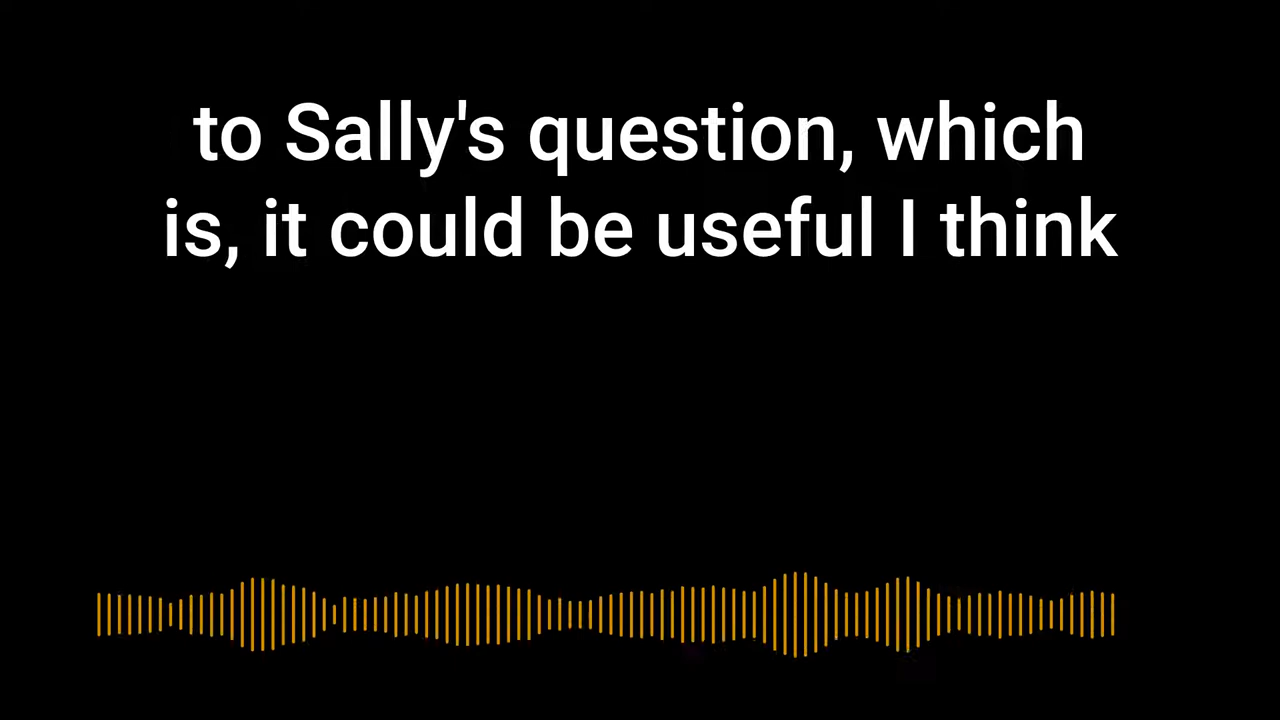 to Sally's question, which
is, it could be useful I think